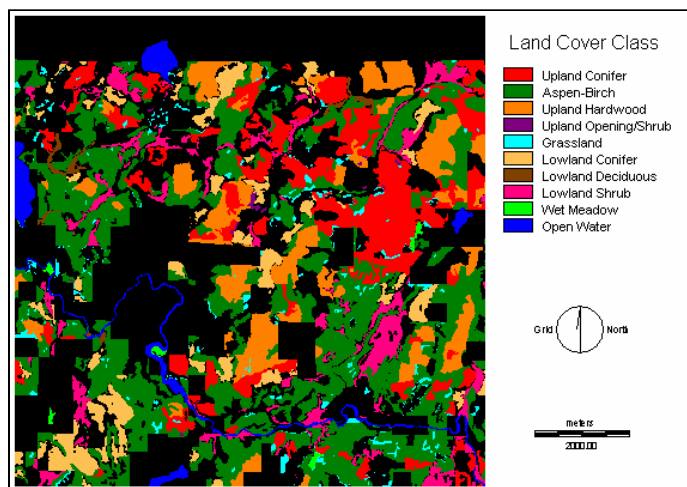 Land Cover Class
Upland Conifer
Aspen-Birch
Upland Hardwood
Upland Opening/Shrub
Grassland
Lowland Conifer
Lowland Deciduous
Lowland Shrub
Wet Meadow
Open Water
Grid North
meters
2000.00